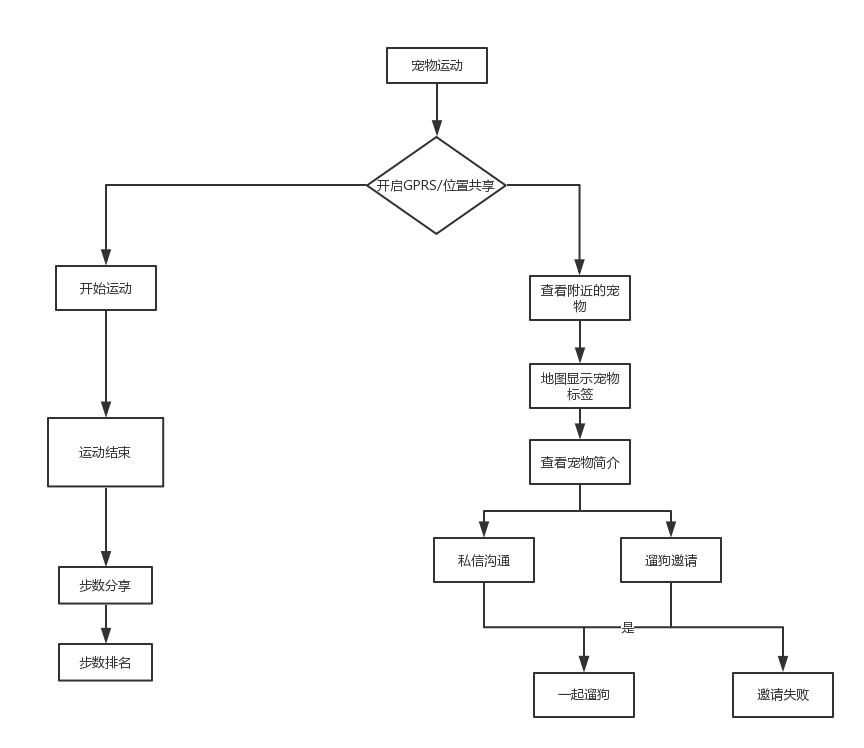 宠物运动
开启GPRS/位置共享
开始运动
查看附近的宠
物
地图显示宠物
标签
运动结束
查看宠物简介
私信沟通
遛狗邀请
步数分享
是
步数排名
一起遛狗
邀请失败